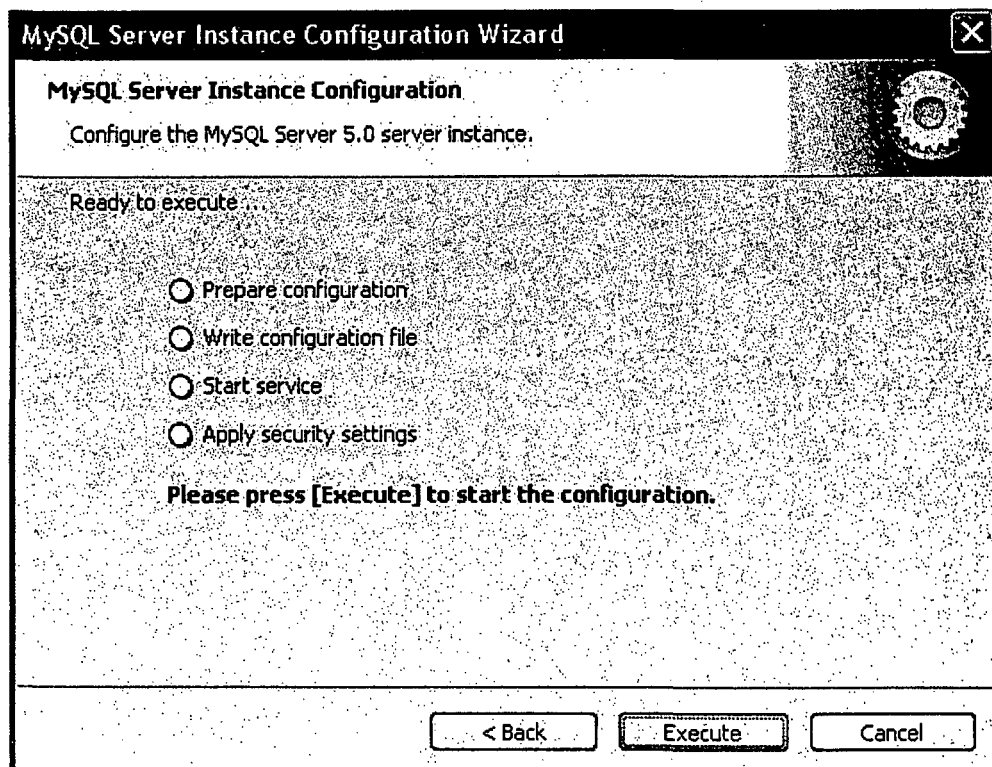 MySQL Server Instance Configuration Wizard
MySQL Server Instance Configuration
Configure the MySQL Server 5.0 server instance.
Ready to execute ...
Prepare configuration
Write configuration file
Start service
Apply security settings
Please press [Execute] to start the configuration.
< Back Execute Cancel